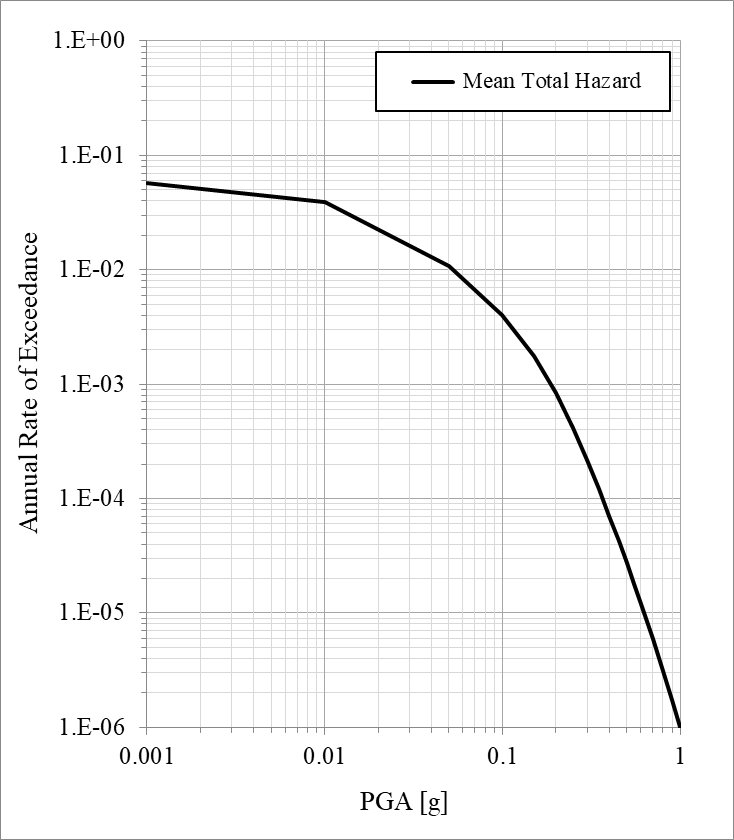 1.E+00
Mean Total Hazard
1.E-01
1.E-02
1.E-03
1.E-04
1.E-05
1.E-06
Annual Rate of Exceedance
0.001 0.01 0.1 1
PGA [g]